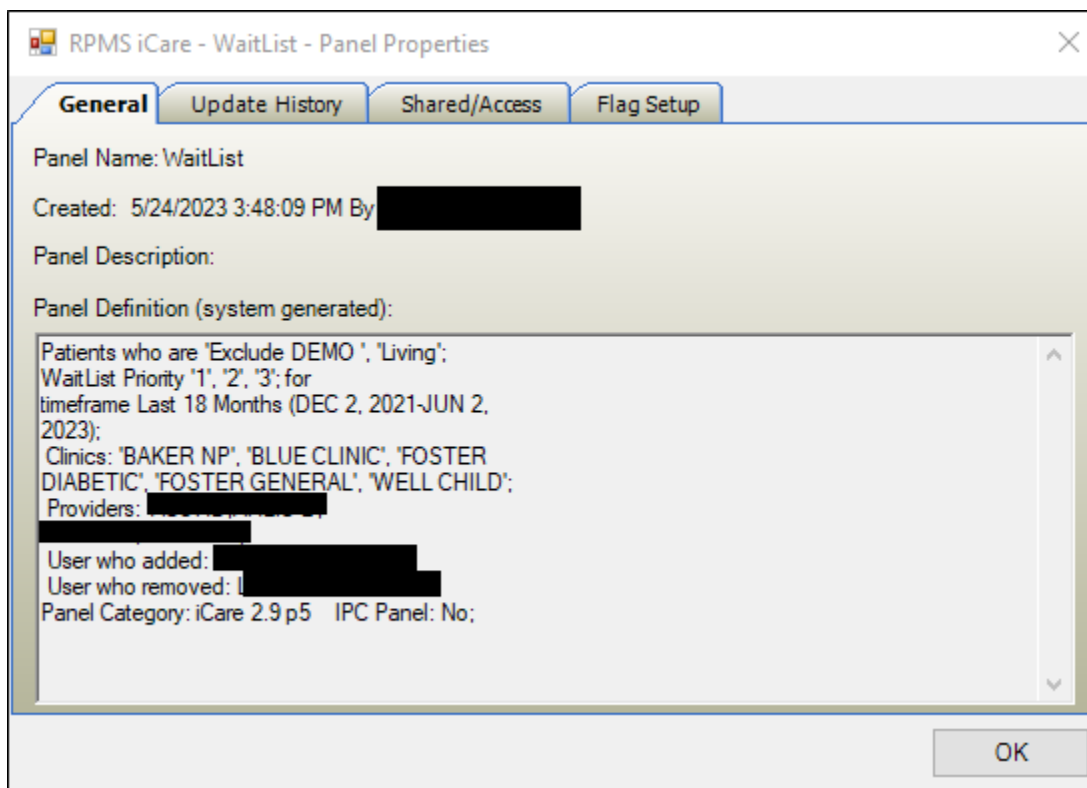 RPMS iCare - WaitList - Panel Properties
General Update History Shared/Access Flag Setup
Panel Name: WaitList
Created: 5/24/2023 3:48:09 PM By
Panel Description:
Panel Definition (system generated):
Patients who are "Exclude DEMO ", "Living";
WaitList Priority "1", "2", "3"; for
timeframe Last 18 Months (DEC 2, 2021-JUN 2,
2023);
Clinics: "BAKER NP", "BLUE CLINIC", "FOSTER
DIABETIC", "FOSTER GENERAL", "WELL CHILD";
Providers:
User who added:
User who removed: L
Panel Category: iCare 2.9 p5 IPC Panel: No;
OK